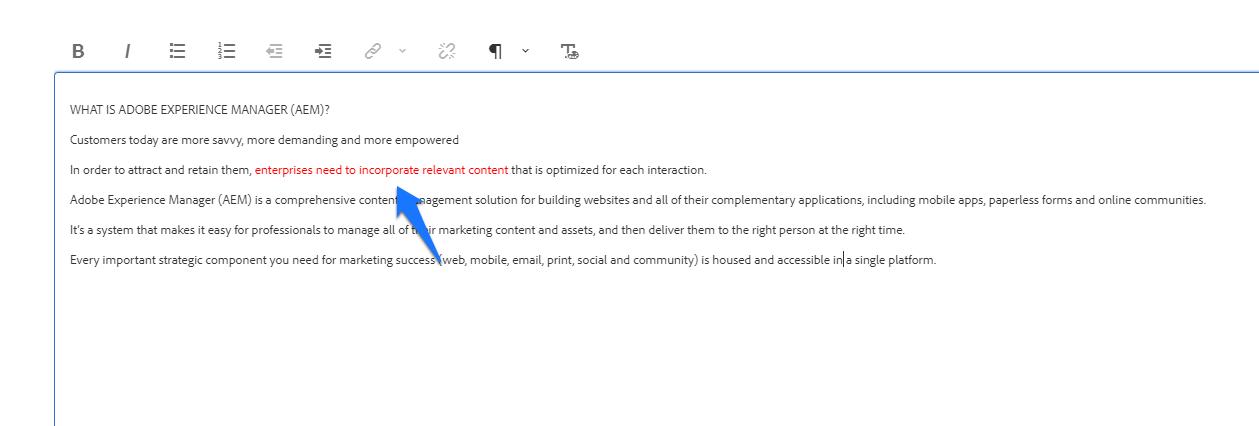 B I
WHAT IS ADOBE EXPERIENCE MANAGER (AEM)?
Customers today are more savvy, more demanding and more empowered
In order to attract and retain them, enterprises need to incorporate relevant content that is optimized for each interaction.
Adobe Experience Manager (AEM) is a comprehensive content management solution for building websites and all of their complementary applications, including mobile apps, paperless forms and online communities.
It's a system that makes it easy for professionals to manage all of their marketing content and assets, and then deliver them to the right person at the right time.
Every important strategic component you need for marketing success (web, mobile, email, print, social and community) is housed and accessible in a single platform.